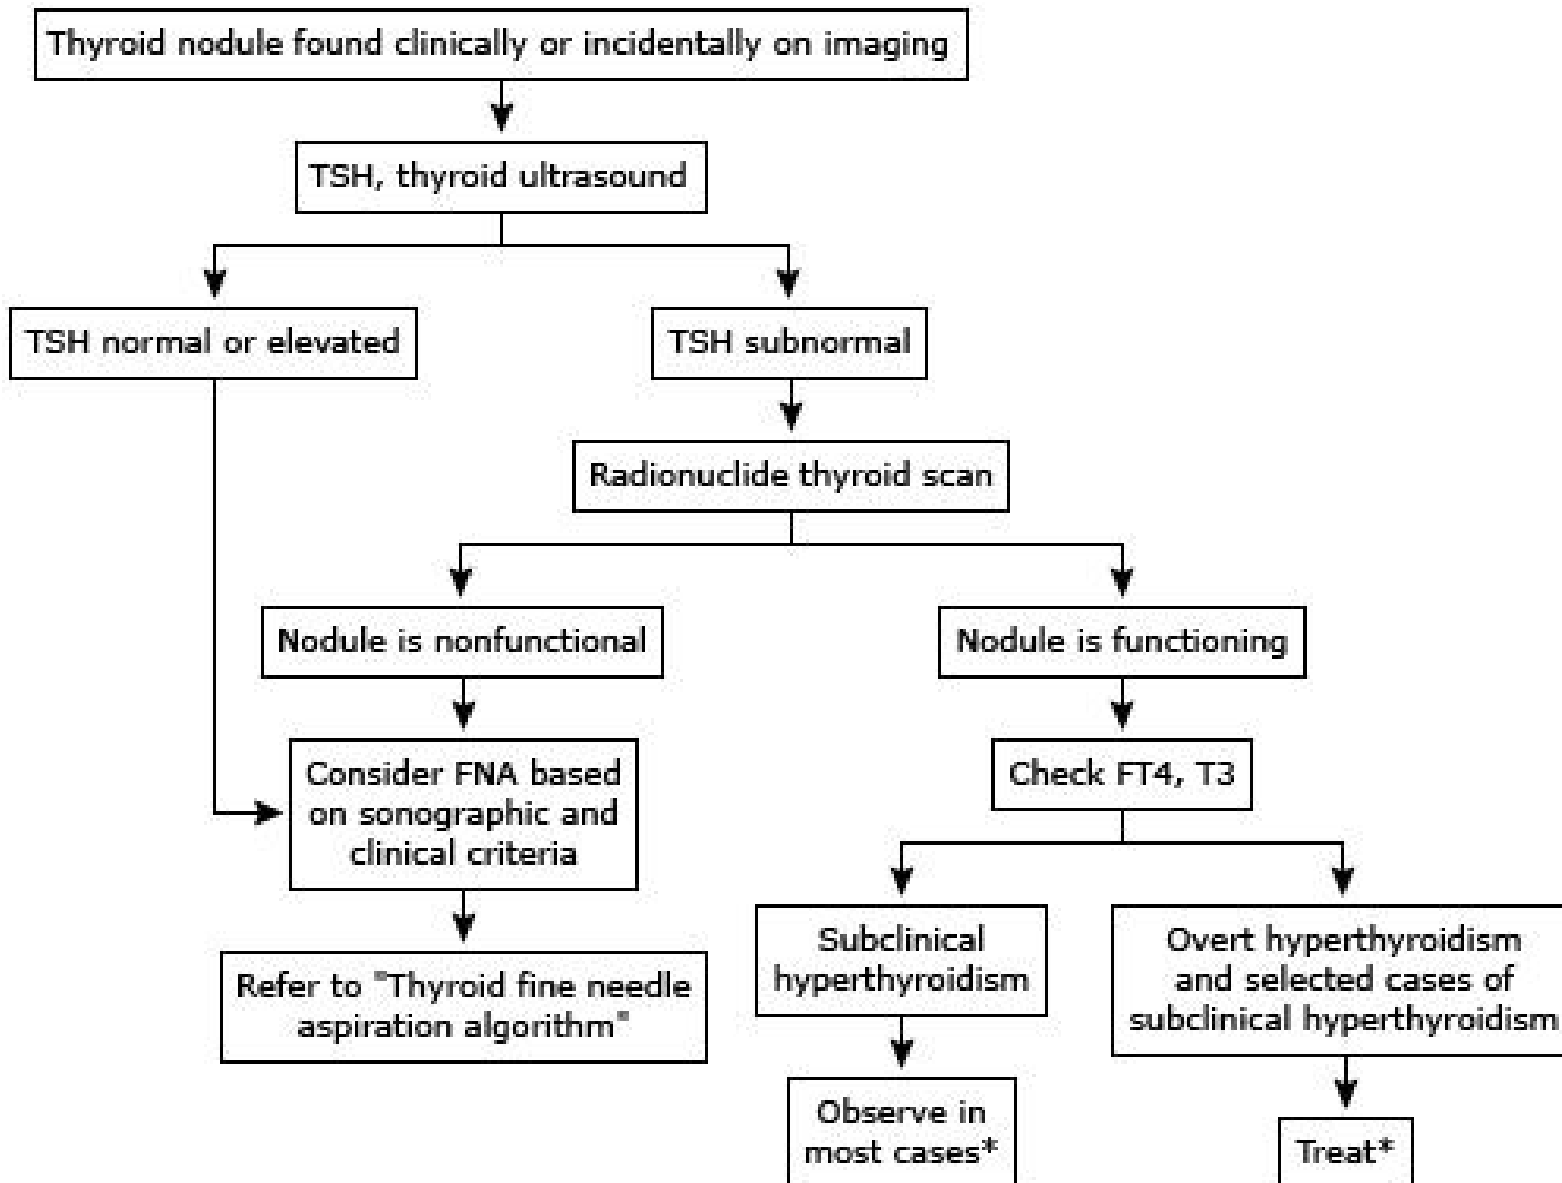 Thyroid nodule found clinically or incidentally on imaging
TSH, thyroid ultrasound
TSH normal or elevated
TSH subnormal
Radionuclide thyroid scan
Nodule is nonfunctional
Nodule is functioning
Consider FNA based
on sonographic and
clinical criteria
Check FT4, T3
Refer to "Thyroid fine needle
aspiration algorithm"
Subclinical
hyperthyroidism
Overt hyperthyroidism
and selected cases of
subclinical hyperthyroidism
Observe in
most cases*
Treat*